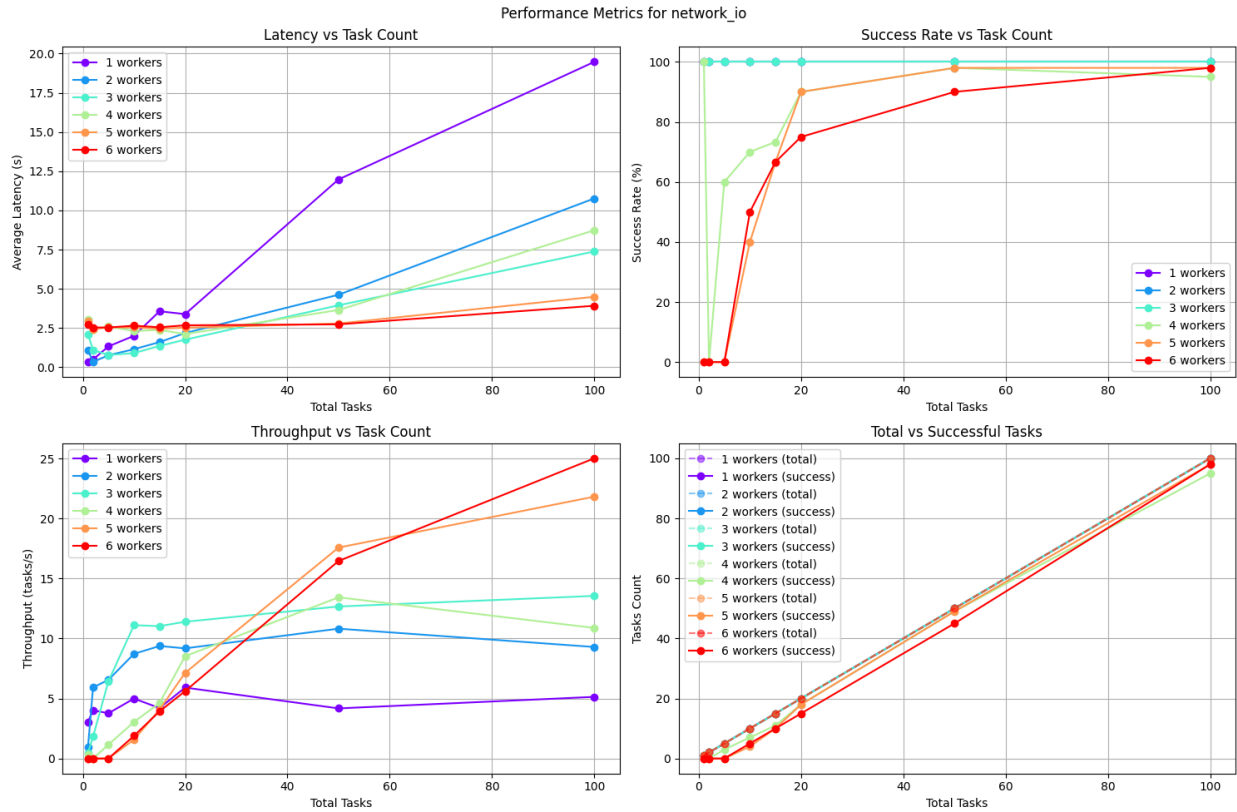 Performance Metrics for network_io
Latency vs Task Count
20.0
17.5
15.0
12.5
10.0
7.5
5.0
2.5
0.0
Average Latency (s)
1 workers
2 workers
3 workers
4 workers
5 workers
6 workers
0
20
40
60
80
100
Total Tasks
Success Rate vs Task Count
100
80
60
40
20
0
Success Rate (%)
1 workers
2 workers
3 workers
4 workers
5 workers
6 workers
0
20
40
60
80
100
Total Tasks
Throughput vs Task Count
25
20
15
10
5
0
Throughput (tasks/s)
1 workers
2 workers
3 workers
4 workers
5 workers
6 workers
0
20
40
60
80
100
Total Tasks
Total vs Successful Tasks
100
80
60
40
20
0
Tasks Count
1 workers (total)
1 workers (success)
2 workers (total)
2 workers (success)
3 workers (total)
3 workers (success)
4 workers (total)
4 workers (success)
5 workers (total)
5 workers (success)
6 workers (total)
6 workers (success)
0
20
40
60
80
100
Total Tasks